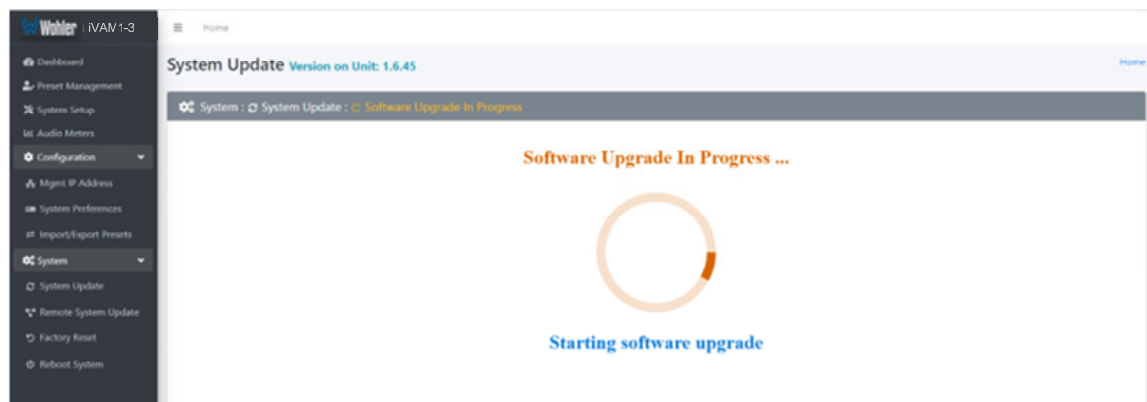 Wohler iVAM1-3
Home
Dashboard
Preset Management
System Setup
Audio Meters
Configuration
Mgmt IP Address
System Preferences
Import/Export Presets
System
System Update
Remote System Update
Factory Reset
Reboot System
System Update Version on Unit: 1.6.45
Home
System : System Update : Software Upgrade In Progress
Software Upgrade In Progress ...
Starting software upgrade